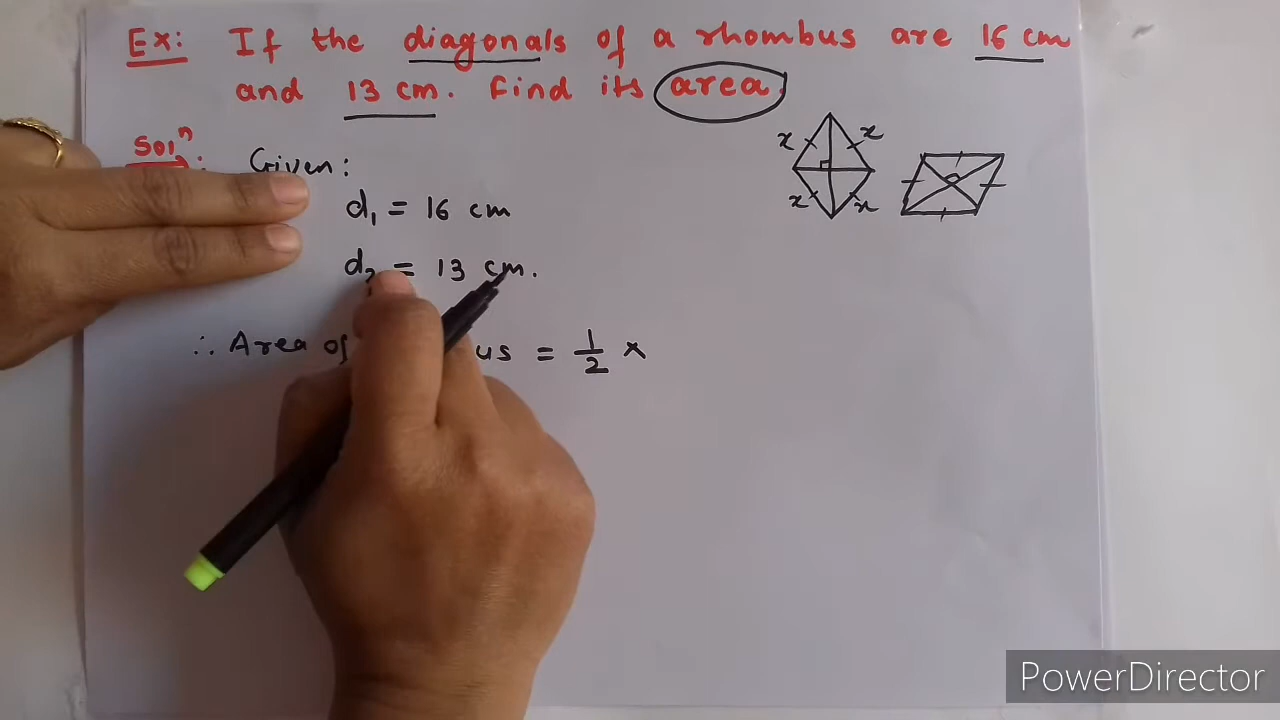 Ex: If the diagonals of a rhombus are 16 cm
and 13 cm. Find its area.
Solⁿ: Given:
x x
x x
d₁ = 16 cm
d₂ = 13 cm.
∴ Area of us = 1/2 ×
PowerDirector